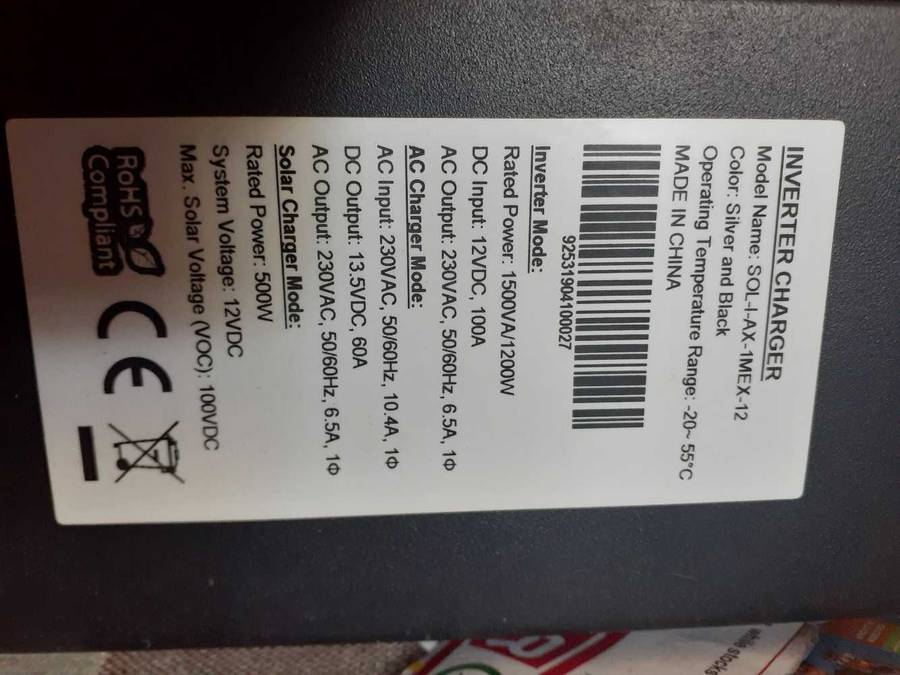 INVERTER CHARGER
Model Name: SOL-I-AX-1MEX-12
Color: Silver and Black
Operating Temperature Range: -20~ 55°C
MADE IN CHINA
92531904100027
Inverter Mode:
Rated Power: 1500VA/1200W
DC Input: 12VDC, 100A
AC Output: 230VAC, 50/60Hz, 6.5A, 1Φ
AC Charger Mode:
AC Input: 230VAC, 50/60Hz, 10.4A, 1Φ
DC Output: 13.5VDC, 60A
AC Output: 230VAC, 50/60Hz, 6.5A, 1Φ
Solar Charger Mode:
Rated Power: 500W
System Voltage: 12VDC
Max. Solar Voltage (VOC): 100VDC
RoHS
Compliant
CE
while stocks